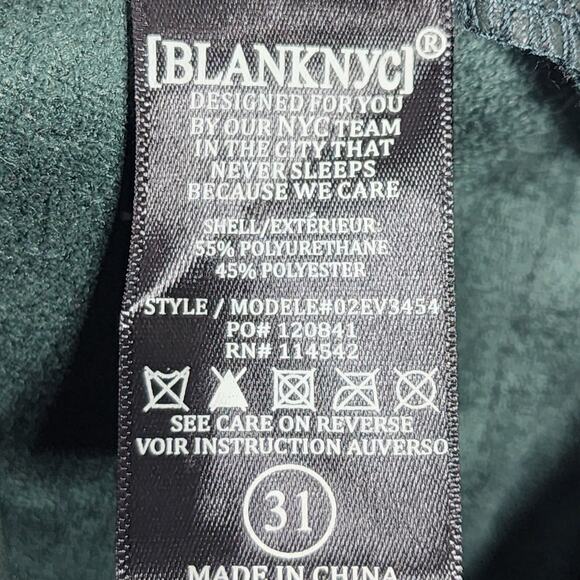 [BLANKNYC]®
DESIGNED FOR YOU
BY OUR NYC TEAM
IN THE CITY THAT
NEVER SLEEPS
BECAUSE WE CARE
SHELL/EXTÉRIEUR:
55% POLYURETHANE
45% POLYESTER
STYLE / MODELE#02EV3454
PO# 120841
RN# 114542
SEE CARE ON REVERSE
VOIR INSTRUCTION AUVERSO
31
MADE IN CHINA